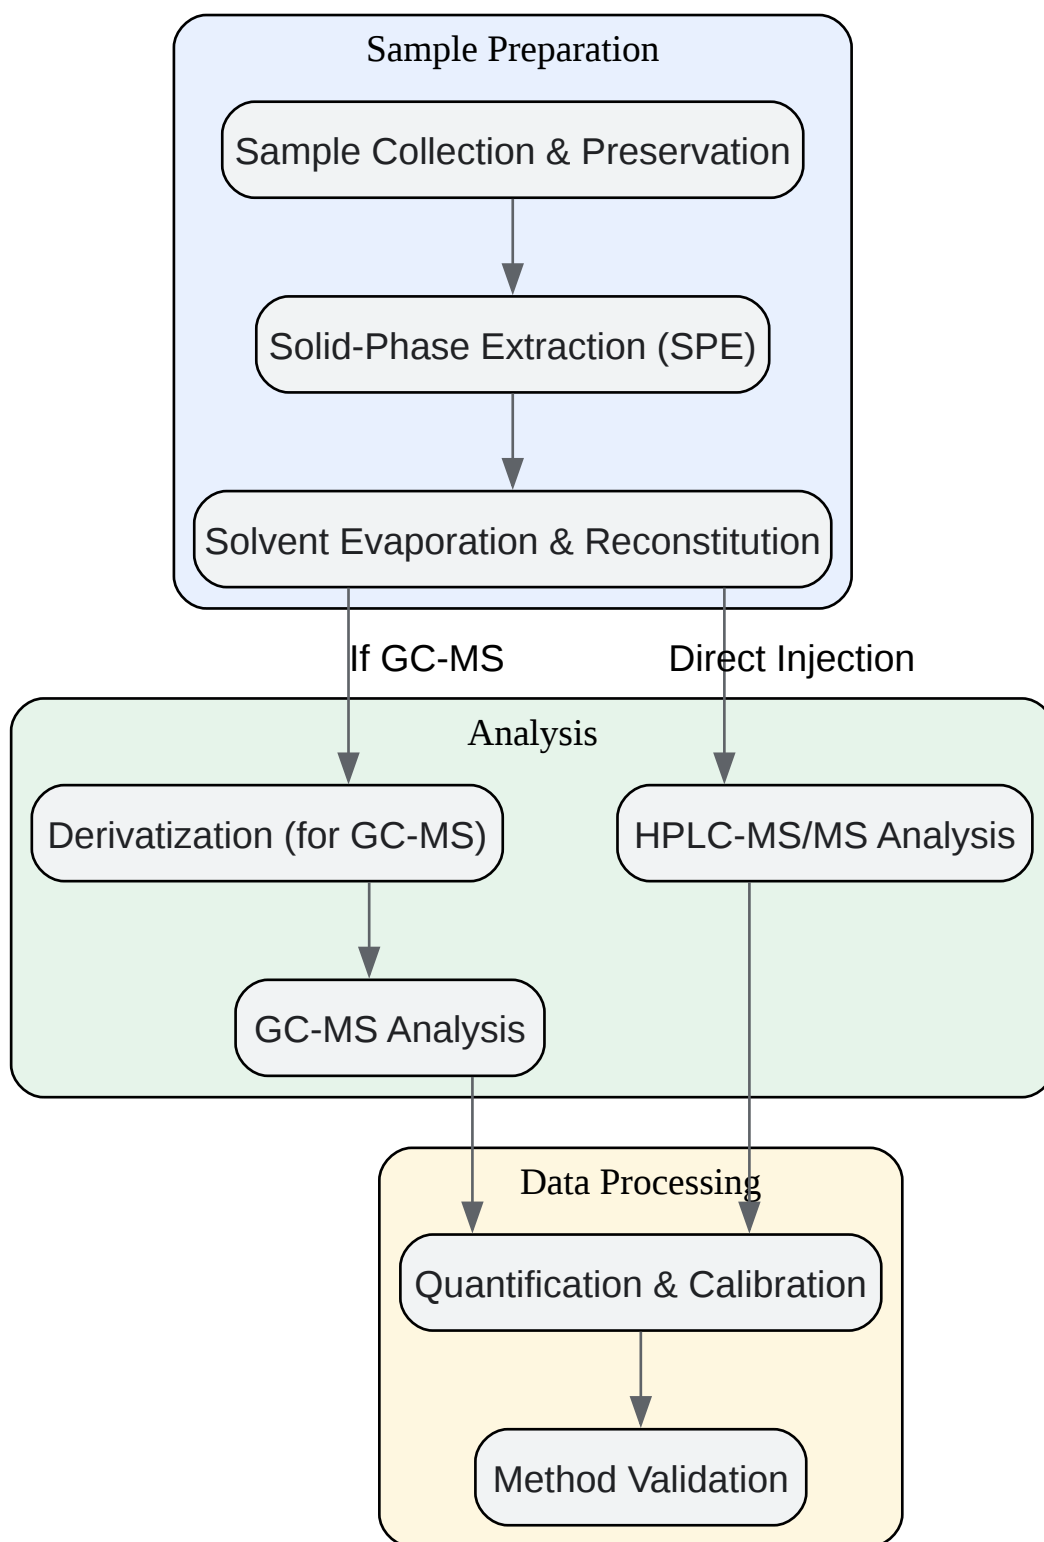 Sample Preparation
Sample Collection & Preservation
Solid-Phase Extraction (SPE)
Solvent Evaporation & Reconstitution
If GC-MS
Direct Injection
Analysis
Derivatization (for GC-MS)
HPLC-MS/MS Analysis
GC-MS Analysis
Data Processing
Quantification & Calibration
Method Validation